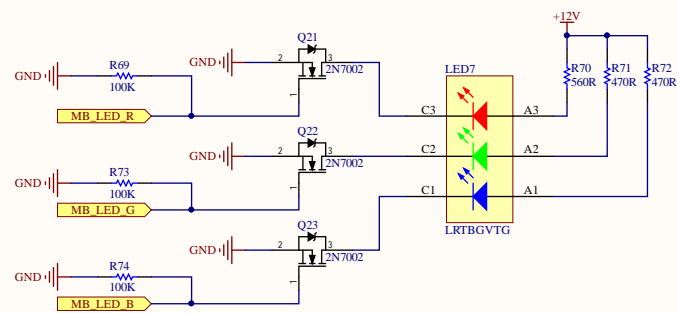 +12V
Q21
GND
2
3
2N7002
1
R69
GND
100K
MB_LED_R
LED7
R70
560R
R71
470R
R72
470R
C3
A3
Q22
GND
2
3
2N7002
1
C2
A2
R73
GND
100K
MB_LED_G
C1
A1
LRTBGVTG
Q23
GND
2
3
2N7002
1
R74
GND
100K
MB_LED_B